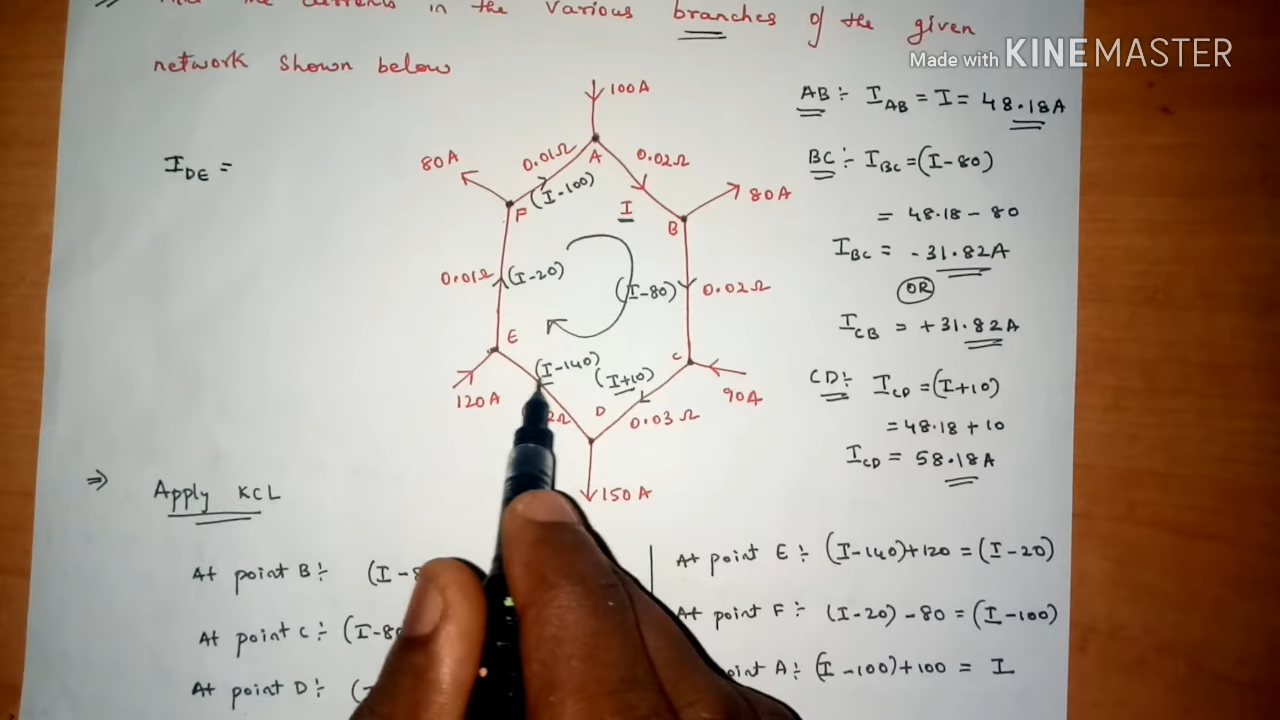 the various branches of the given
network shown below
Made with KINEMASTER
100A
80A
0.01Ω
A
0.02Ω
F
(I-100)
I
80A
B
0.01Ω
(I-20)
(I-80)
0.02Ω
E
C
(I-140)
(I+10)
120A
D
0.03Ω
90A
150A
I_DE =
AB :- I_AB = I = 48.18A
BC :- I_BC = (I-80)
= 48.18 - 80
I_BC = -31.82A
OR
I_CB = +31.82A
CD :- I_CD = (I+10)
= 48.18 + 10
I_CD = 58.18A
⇒ Apply KCL
At point B :-
At point C :-
At point D :-
At point E :- (I-140)+120 = (I-20)
At point F :- (I-20) - 80 = (I-100)
point A :- (I-100)+100 = I